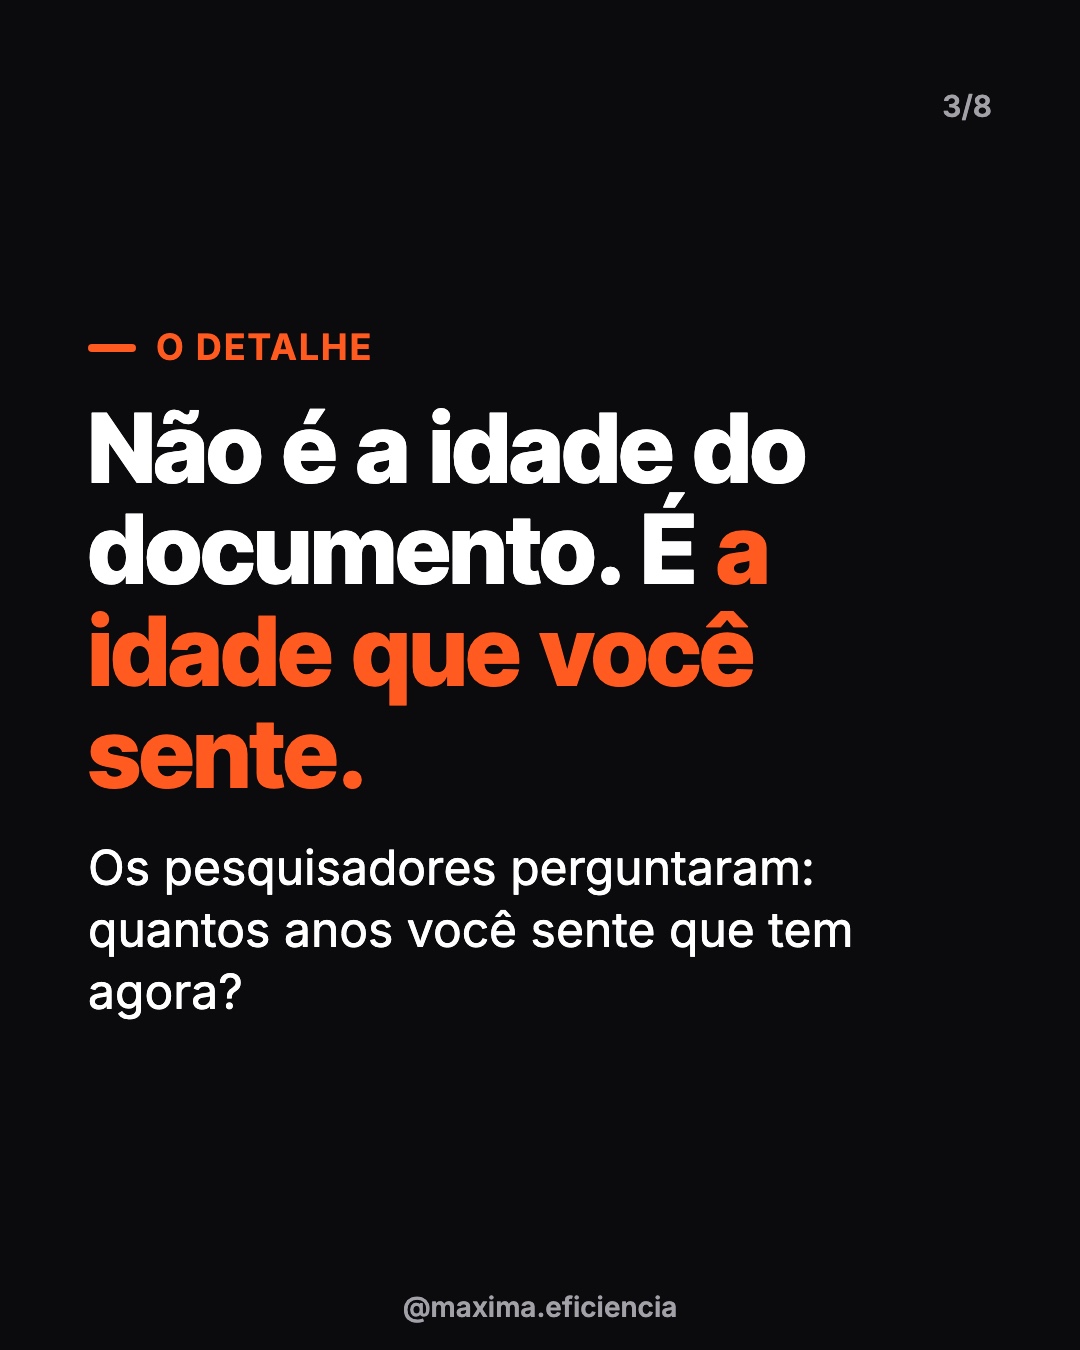 3/8
O DETALHE
Não é a idade do
documento. É a
idade que você
sente.
Os pesquisadores perguntaram:
quantos anos você sente que tem
agora?
@maxima.eficiencia